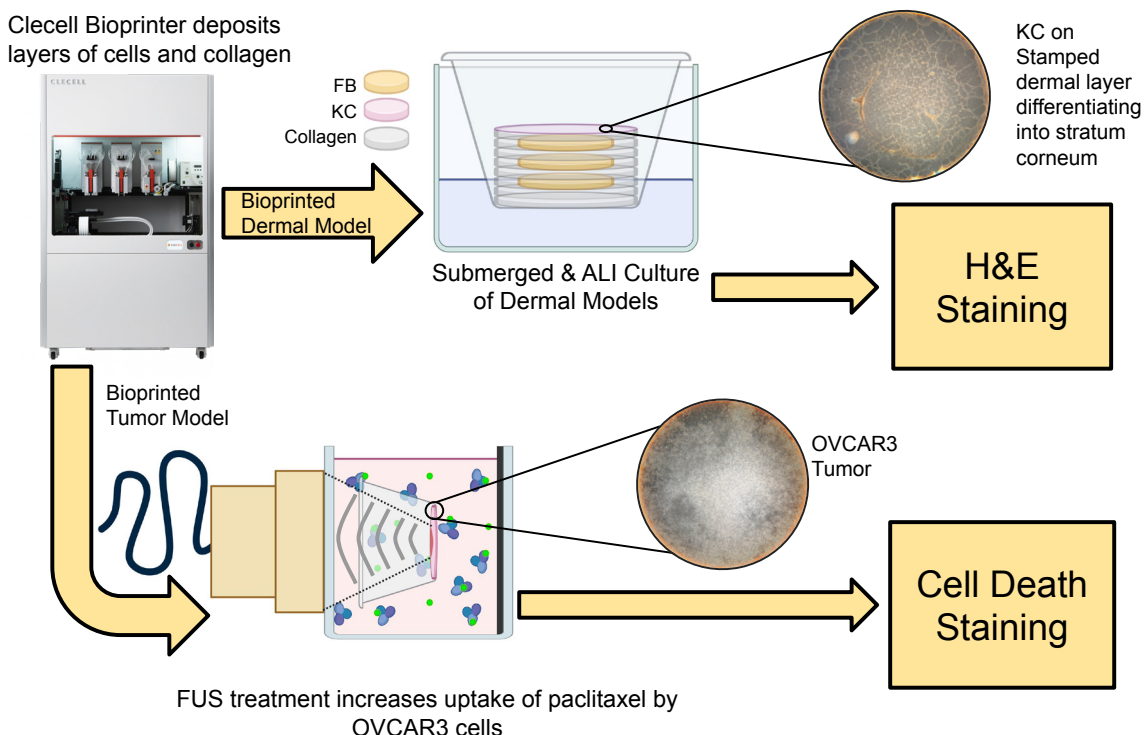 Clecell Bioprinter deposits
layers of cells and collagen
CLECELL
FB
KC
Collagen
Bioprinted
Dermal Model
KC on
Stamped
dermal layer
differentiating
into stratum
corneum
Submerged & ALI Culture
of Dermal Models
H&E
Staining
Bioprinted
Tumor Model
OVCAR3
Tumor
Cell Death
Staining
FUS treatment increases uptake of paclitaxel by
OVCAR3 cells